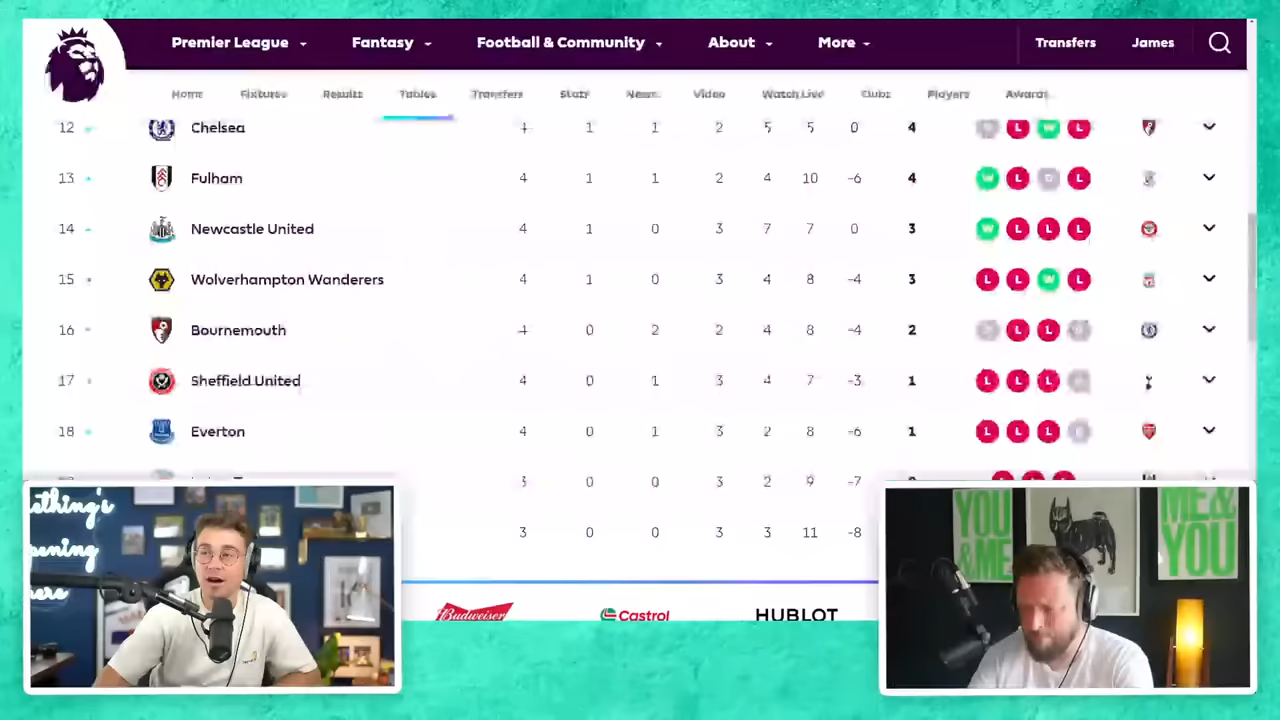 Premier League Fantasy Football & Community About More Transfers James
Home Fixtures Results Tables Transfers Stats News Video Watch Live Clubs Players Awards
12 Chelsea 4 1 1 2 5 5 0 4 L W L
13 Fulham 4 1 1 2 4 10 -6 4 W L D L
14 Newcastle United 4 1 0 3 7 7 0 3 W L L L
15 Wolverhampton Wanderers 4 1 0 3 4 8 -4 3 L L W L
16 Bournemouth 4 0 2 2 4 8 -4 2 L L
17 Sheffield United 4 0 1 3 4 7 -3 1 L L L
18 Everton 4 0 1 3 2 8 -6 1 L L L
3 0 0 3 2 9 -7
3 0 0 3 3 11 -8
Budweiser Castrol HUBLOT
YOU
& ME
ME &
YOU